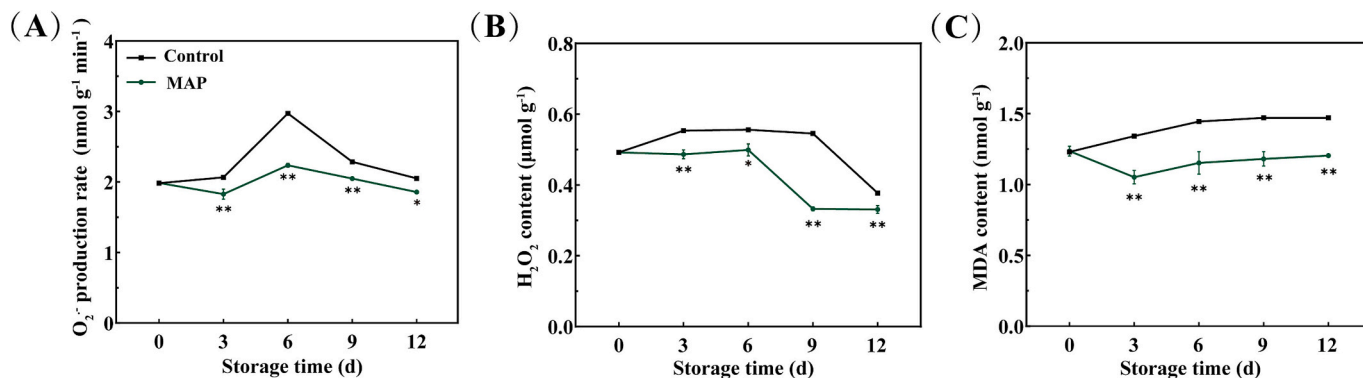 (A)
O₂·⁻ production rate (nmol g⁻¹ min⁻¹)
4
3
2
1
0
Control
MAP
**
**
**
*
0 3 6 9 12
Storage time (d)
(B)
H₂O₂ content (μmol g⁻¹)
0.8
0.6
0.4
0.2
0.0
**
*
**
**
0 3 6 9 12
Storage time (d)
(C)
MDA content (nmol g⁻¹)
2.0
1.5
1.0
0.5
0.0
**
**
**
**
0 3 6 9 12
Storage time (d)